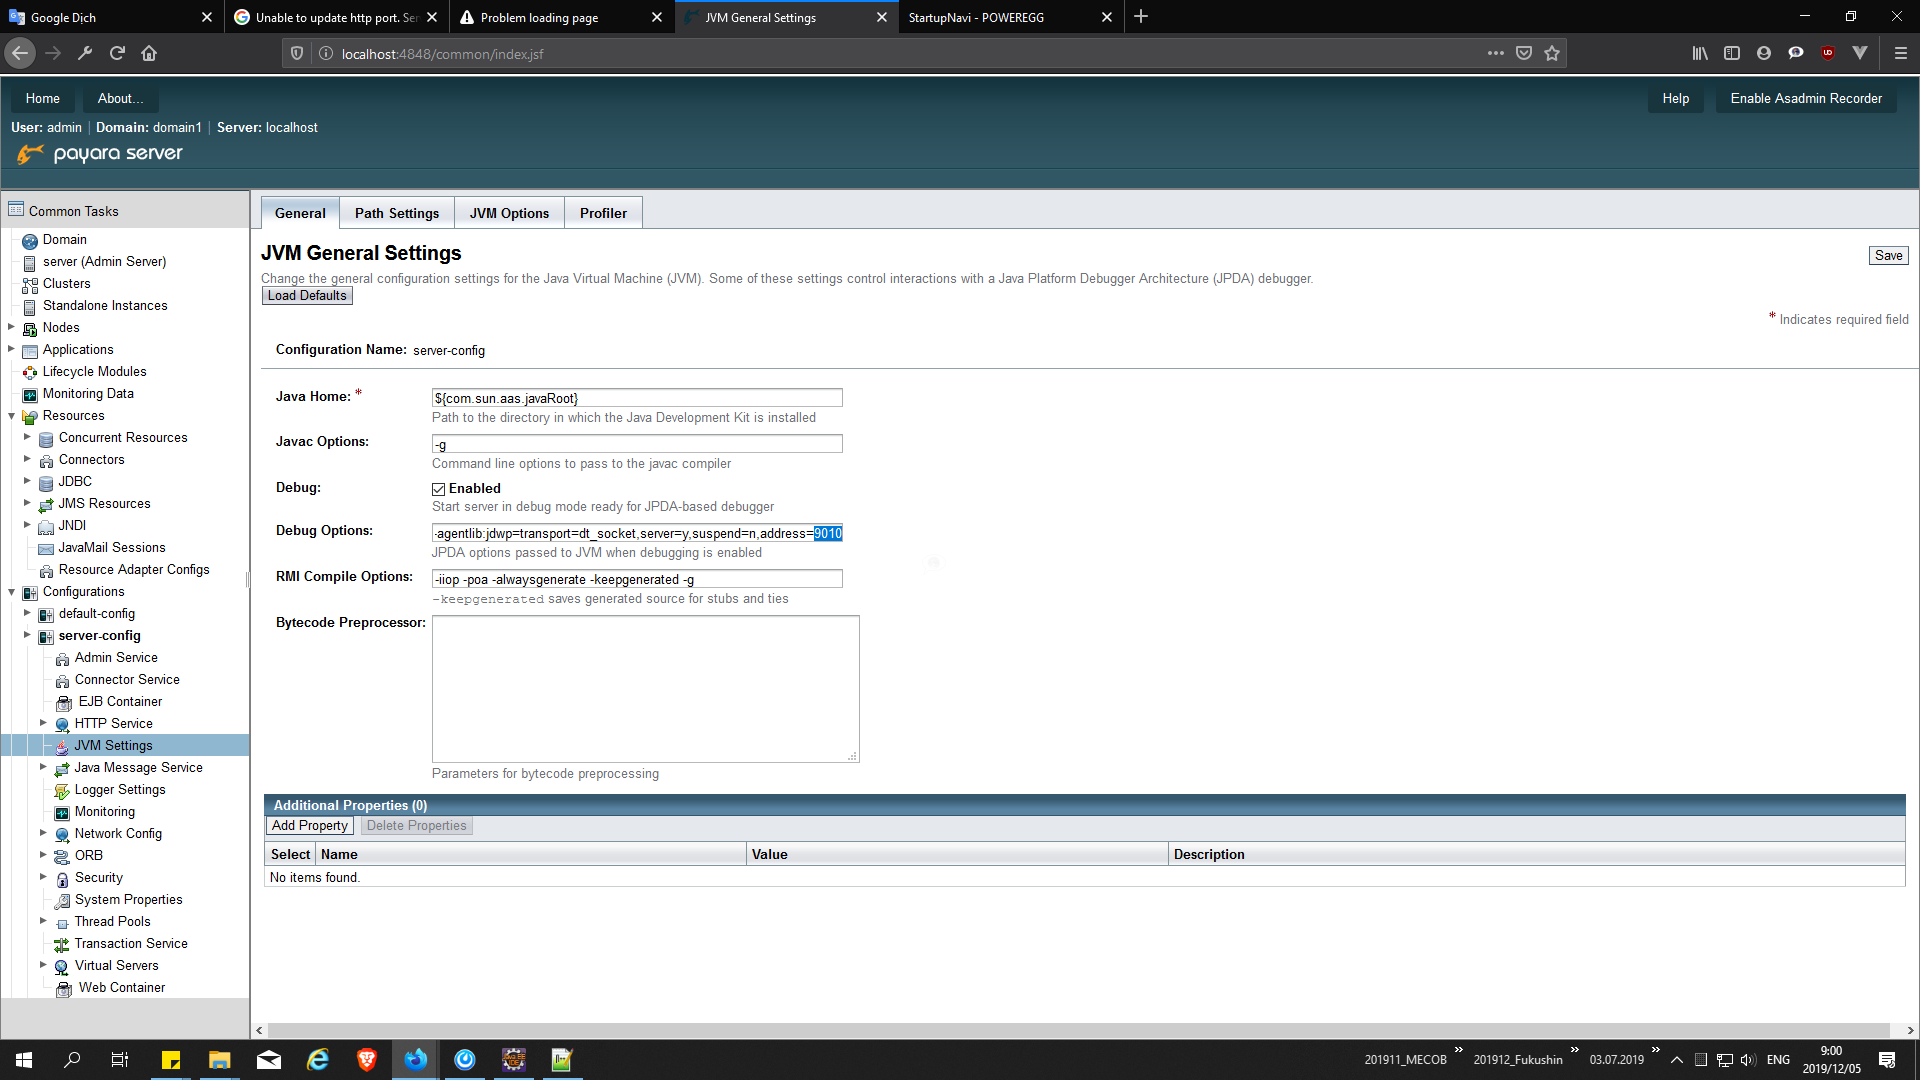 Google Dịch
Unable to update http port. Ser
Problem loading page
JVM General Settings
StartupNavi - POWEREGG
localhost:4848/common/index.jsf
Home
About...
Help
Enable Asadmin Recorder
User: admin | Domain: domain1 | Server: localhost
payara server
Common Tasks
Domain
server (Admin Server)
Clusters
Standalone Instances
Nodes
Applications
Lifecycle Modules
Monitoring Data
Resources
Concurrent Resources
Connectors
JDBC
JMS Resources
JNDI
JavaMail Sessions
Resource Adapter Configs
Configurations
default-config
server-config
Admin Service
Connector Service
EJB Container
HTTP Service
JVM Settings
Java Message Service
Logger Settings
Monitoring
Network Config
ORB
Security
System Properties
Thread Pools
Transaction Service
Virtual Servers
Web Container
General
Path Settings
JVM Options
Profiler
JVM General Settings
Save
Change the general configuration settings for the Java Virtual Machine (JVM). Some of these settings control interactions with a Java Platform Debugger Architecture (JPDA) debugger.
Load Defaults
* Indicates required field
Configuration Name: server-config
Java Home: * ${com.sun.aas.javaRoot}
Path to the directory in which the Java Development Kit is installed
Javac Options: -g
Command line options to pass to the javac compiler
Debug: Enabled
Start server in debug mode ready for JPDA-based debugger
Debug Options: -agentlib:jdwp=transport=dt_socket,server=y,suspend=n,address=9010
JPDA options passed to JVM when debugging is enabled
RMI Compile Options: -iiop -poa -alwaysgenerate -keepgenerated -g
-keepgenerated saves generated source for stubs and ties
Bytecode Preprocessor:
Parameters for bytecode preprocessing
Additional Properties (0)
Add Property
Delete Properties
Select Name Value Description
No items found.
201911_MECOB
201912_Fukushin
03.07.2019
ENG
9:00
2019/12/05